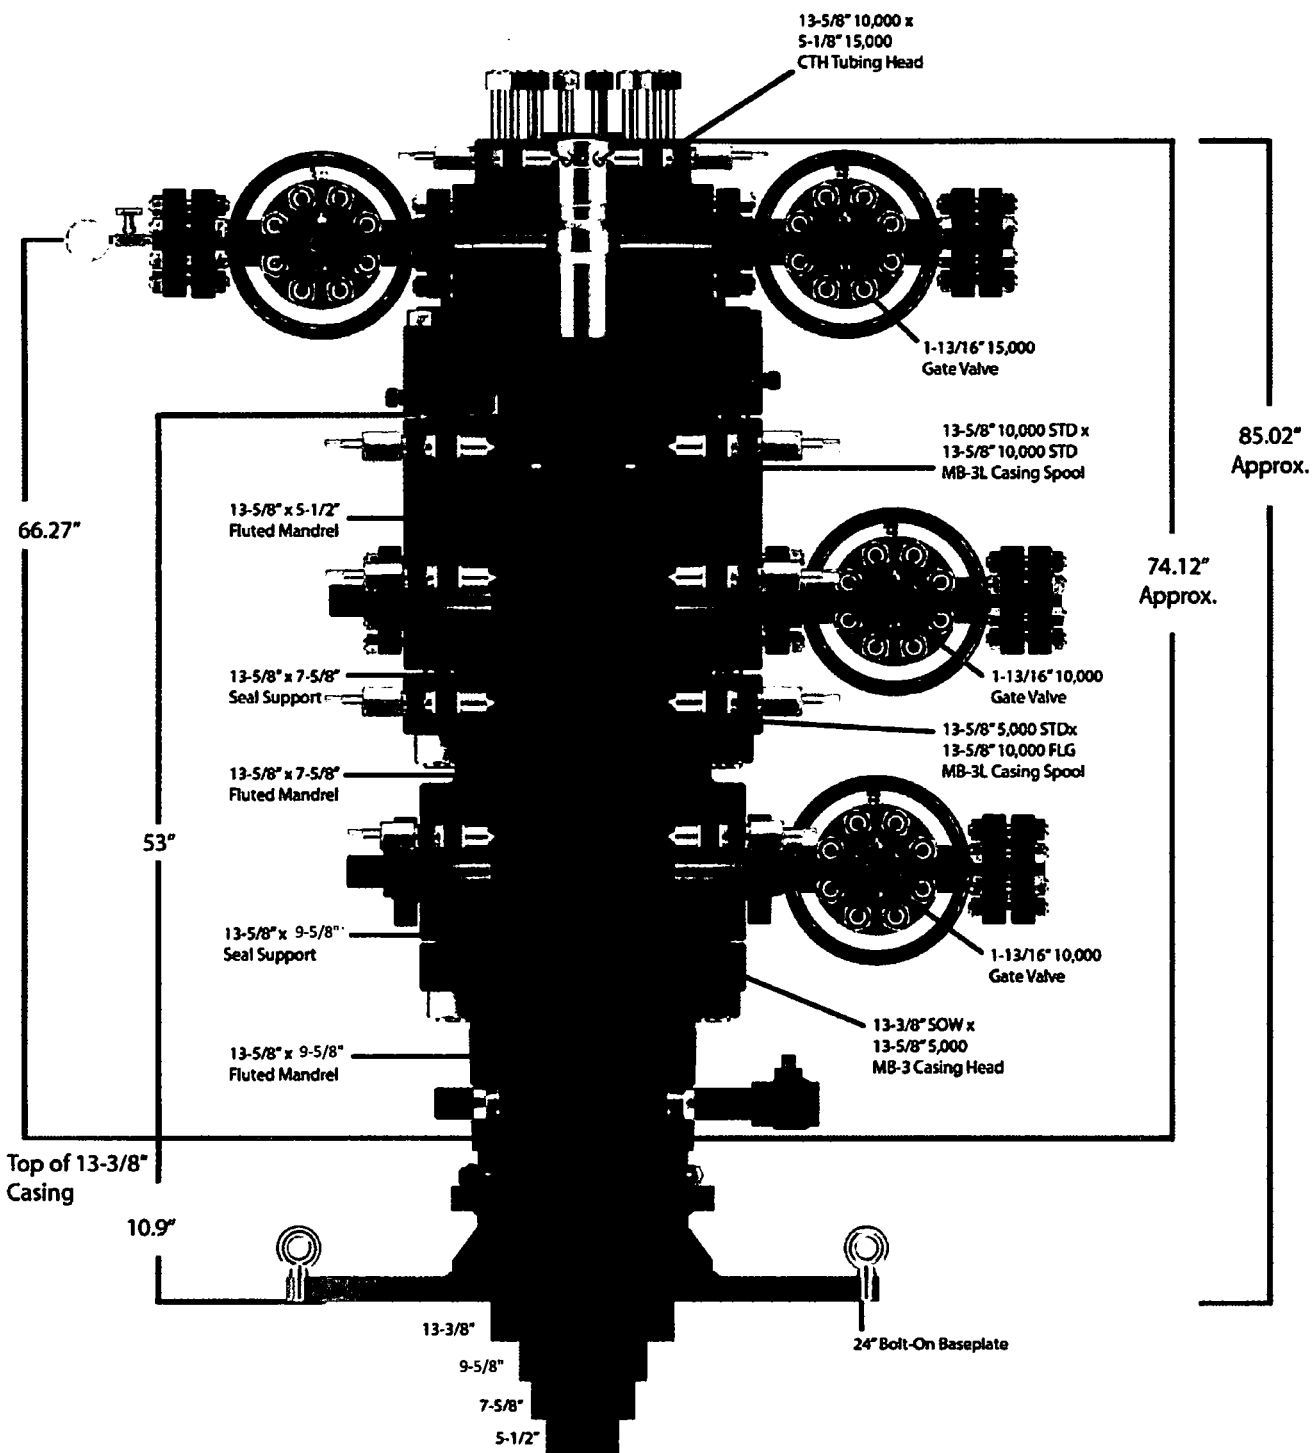 13-5/8" 10,000 x
5-1/8" 15,000
CTH Tubing Head
1-13/16" 15,000
Gate Valve
13-5/8" 10,000 STD x
13-5/8" 10,000 STD
MB-3L Casing Spool
85.02"
Approx.
13-5/8" x 5-1/2"
Fluted Mandrel
66.27"
74.12"
Approx.
13-5/8" x 7-5/8"
Seal Support
1-13/16" 10,000
Gate Valve
13-5/8" 5,000 STDx
13-5/8" 10,000 FLG
MB-3L Casing Spool
13-5/8" x 7-5/8"
Fluted Mandrel
53"
13-5/8" x 9-5/8"
Seal Support
1-13/16" 10,000
Gate Valve
13-3/8" SOW x
13-5/8" 5,000
MB-3 Casing Head
13-5/8" x 9-5/8"
Fluted Mandrel
Top of 13-3/8"
Casing
10.9"
13-3/8"
24" Bolt-On Baseplate
9-5/8"
7-5/8"
5-1/2"